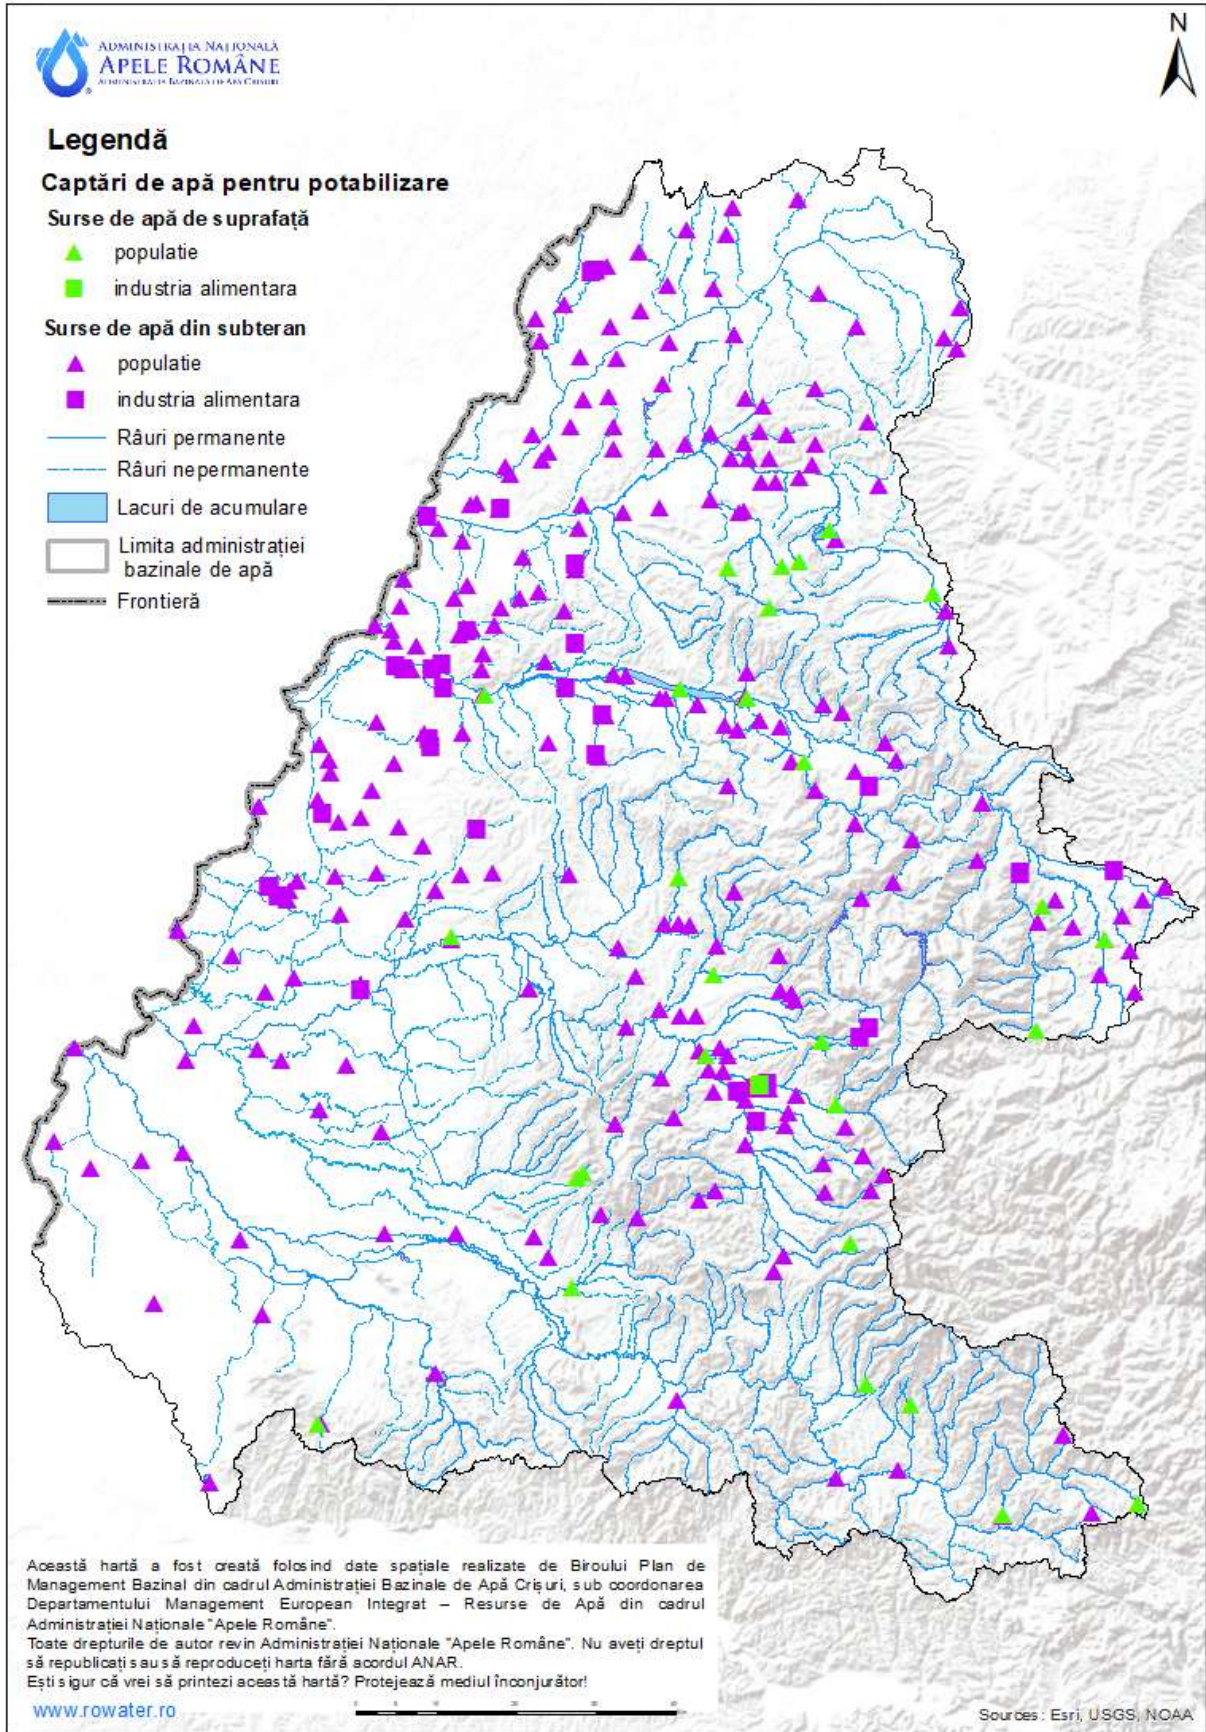 ADMINISTRAȚIA NAȚIONALĂ
APELE ROMÂNE
ADMINISTRAȚIA BAZINALĂ DE APĂ CRIȘURI
N
Legendă
Captări de apă pentru potabilizare
Surse de apă de suprafață
populatie
industria alimentara
Surse de apă din subteran
populatie
industria alimentara
Râuri permanente
Râuri nepermanente
Lacuri de acumulare
Limita administrației
bazinale de apă
Frontieră
Această hartă a fost creată folosind date spațiale realizate de Biroului Plan de
Management Bazinal din cadrul Administrației Bazinale de Apă Crișuri, sub coordonarea
Departamentului Management European Integrat – Resurse de Apă din cadrul
Administrației Naționale "Apele Române".
Toate drepturile de autor revin Administrației Naționale "Apele Române". Nu aveți dreptul
să republicați sau să reproduceți harta fără acordul ANAR.
Ești sigur că vrei să printezi această hartă? Protejează mediul înconjurător!
www.rowater.ro
Sources: Esri, USGS, NOAA